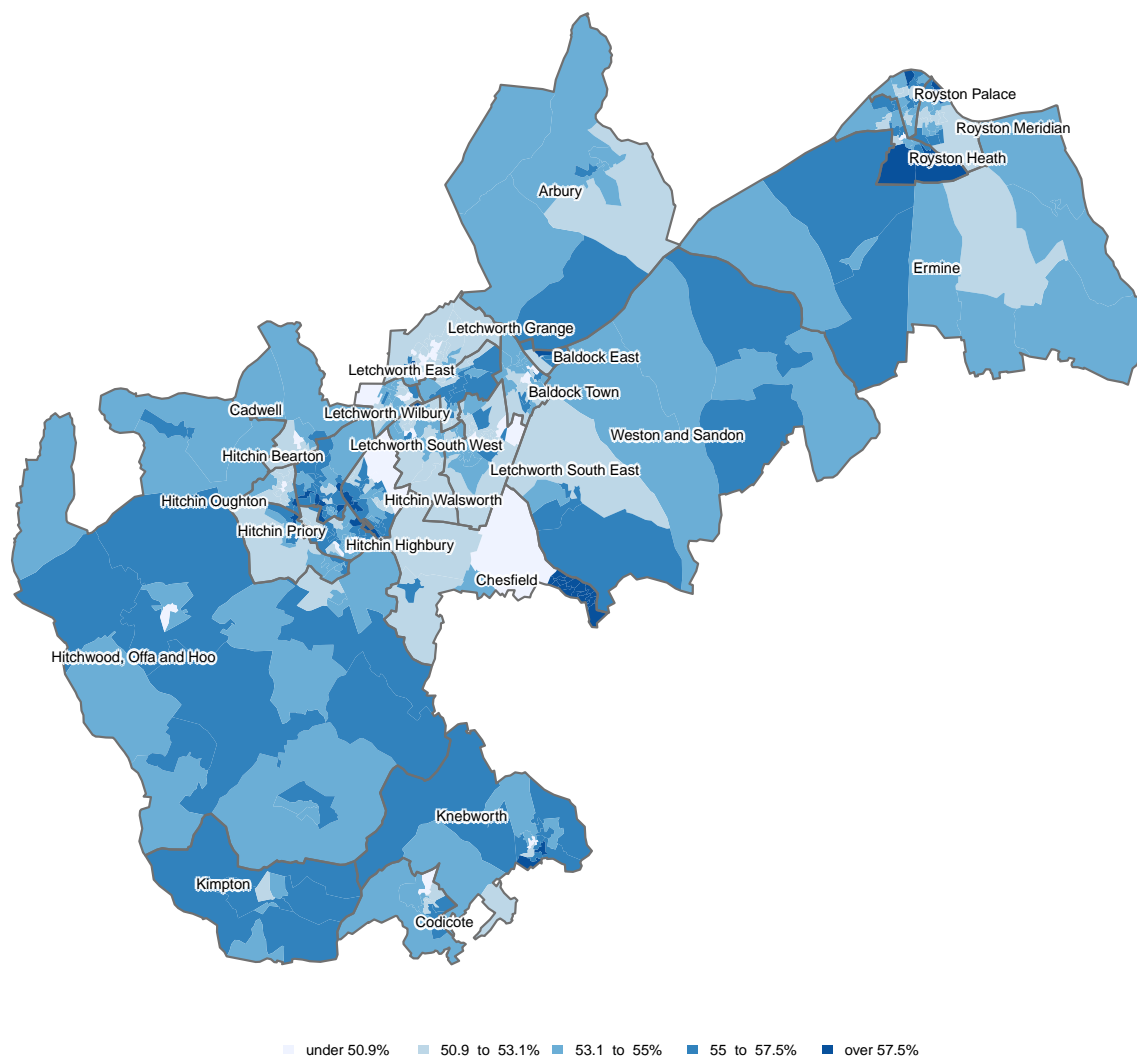 Royston Palace
Royston Meridian
Royston Heath
Arbury
Ermine
Letchworth Grange
Baldock East
Letchworth East
Baldock Town
Cadwell
Letchworth Wilbury
Weston and Sandon
Letchworth South West
Hitchin Bearton
Letchworth South East
Hitchin Oughton
Hitchin Walsworth
Hitchin Priory
Hitchin Highbury
Chesfield
Hitchwood, Offa and Hoo
Knebworth
Kimpton
Codicote
under 50.9% 50.9 to 53.1% 53.1 to 55% 55 to 57.5% over 57.5%